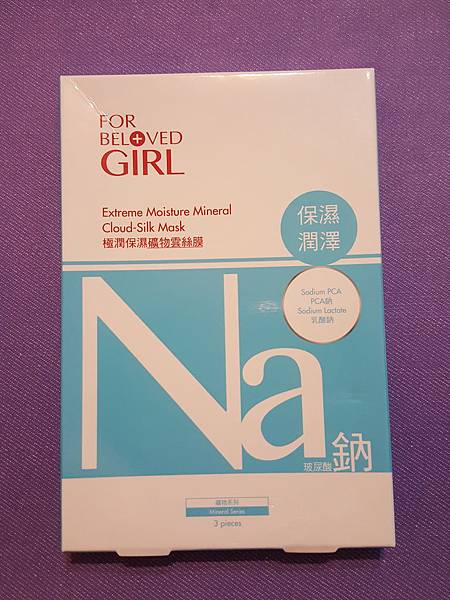 FOR
BELOVED
GIRL
Extreme Moisture Mineral
Cloud-Silk Mask
極潤保濕礦物雲絲膜
保濕
潤澤
Sodium PCA
PCA鈉
Sodium Lactate
乳酸鈉
Na
玻尿酸鈉
礦物系列
Mineral Series
3 pieces